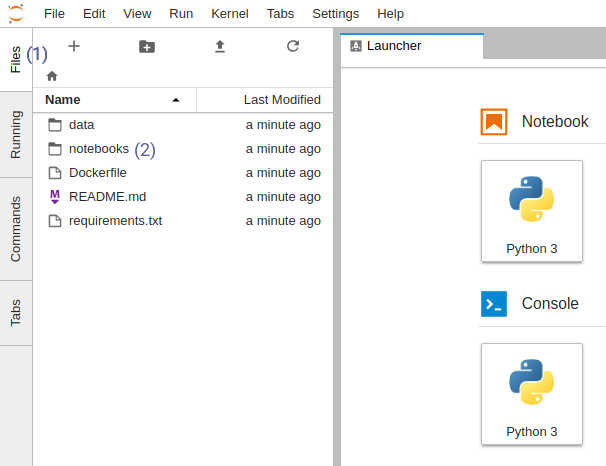 File Edit View Run Kernel Tabs Settings Help
Files (1)
Running
Commands
Tabs
Name Last Modified
data a minute ago
notebooks (2) a minute ago
Dockerfile a minute ago
M README.md a minute ago
requirements.txt a minute ago
Launcher
Notebook
Python 3
Console
Python 3